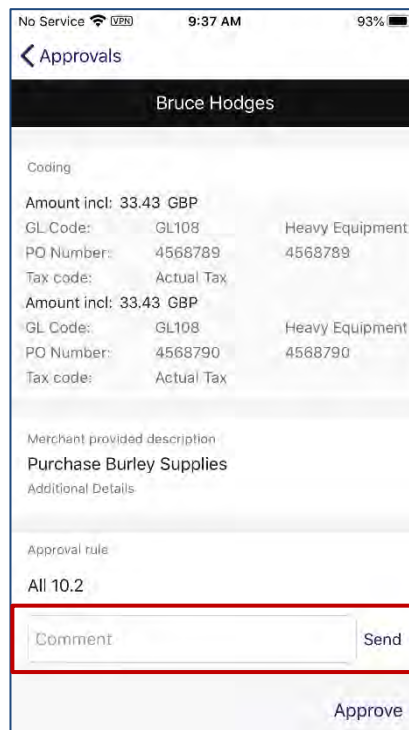 No Service VPN 9:37 AM 93%
Approvals
Bruce Hodges
Coding
Amount incl: 33.43 GBP
GL Code: GL108 Heavy Equipment
PO Number: 4568789 4568789
Tax code: Actual Tax
Amount incl: 33.43 GBP
GL Code: GL108 Heavy Equipment
PO Number: 4568790 4568790
Tax code: Actual Tax
Merchant provided description
Purchase Burley Supplies
Additional Details
Approval rule
All 10.2
Comment Send
Approve